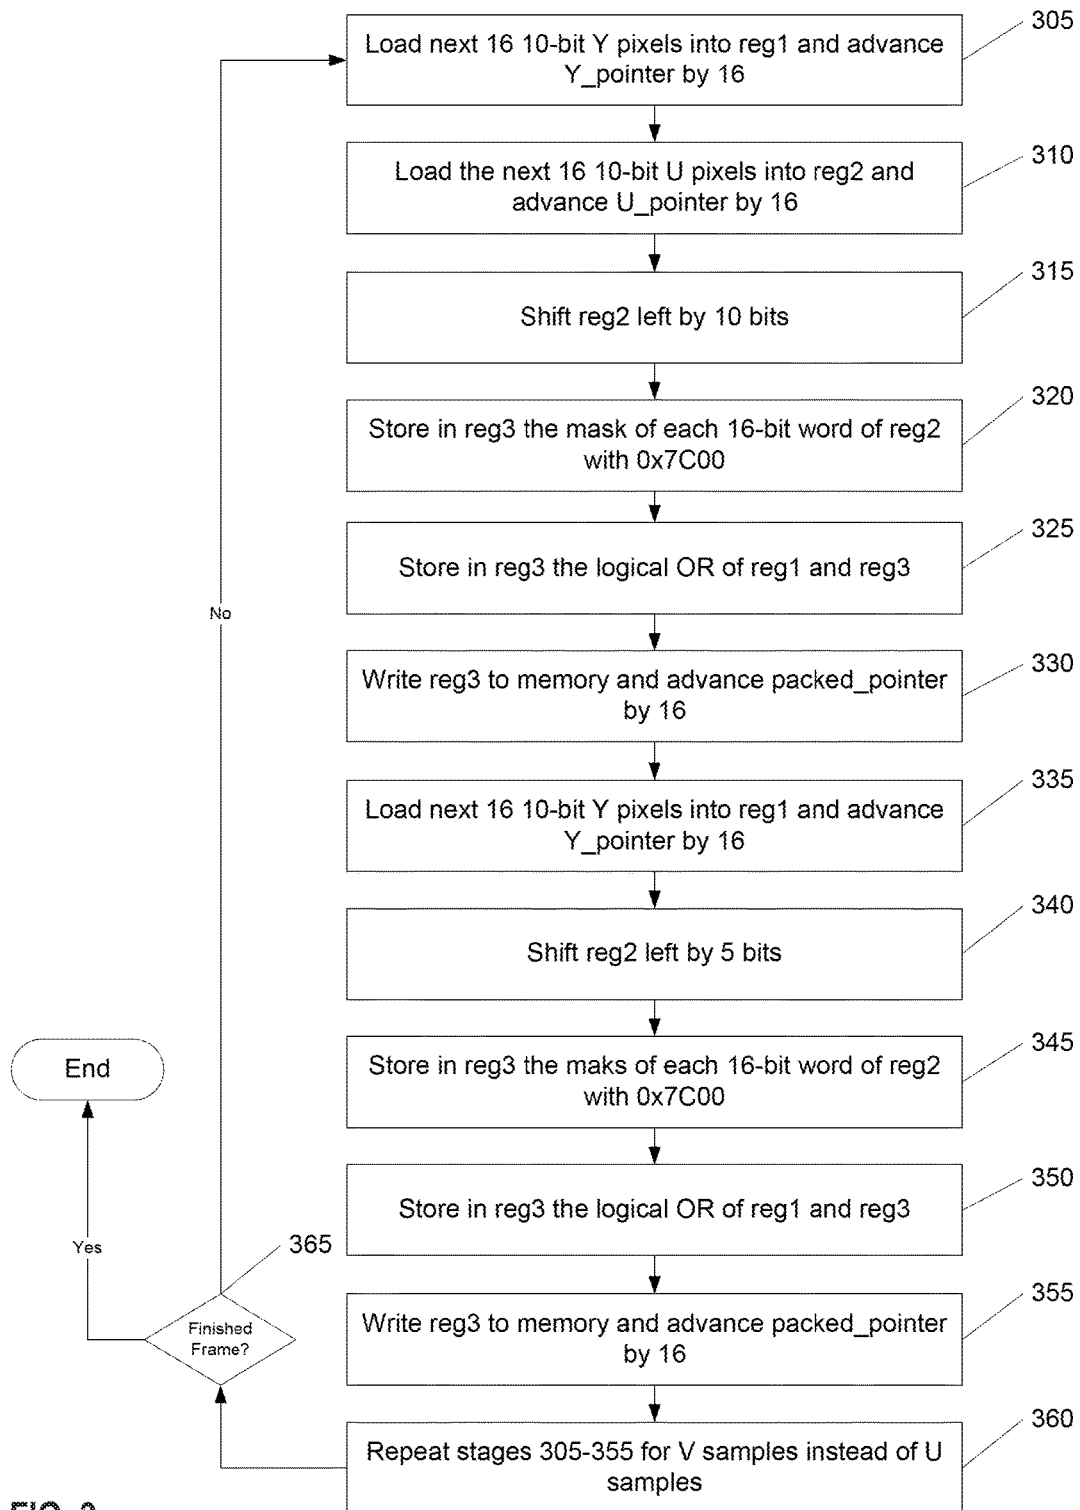 305
Load next 16 10-bit Y pixels into reg1 and advance
Y_pointer by 16
310
Load the next 16 10-bit U pixels into reg2 and
advance U_pointer by 16
315
Shift reg2 left by 10 bits
320
Store in reg3 the mask of each 16-bit word of reg2
with 0x7C00
325
Store in reg3 the logical OR of reg1 and reg3
No
330
Write reg3 to memory and advance packed_pointer
by 16
335
Load next 16 10-bit Y pixels into reg1 and advance
Y_pointer by 16
340
Shift reg2 left by 5 bits
345
Store in reg3 the maks of each 16-bit word of reg2
with 0x7C00
End
350
Store in reg3 the logical OR of reg1 and reg3
Yes
365
355
Write reg3 to memory and advance packed_pointer
by 16
Finished
Frame?
360
Repeat stages 305-355 for V samples instead of U
samples